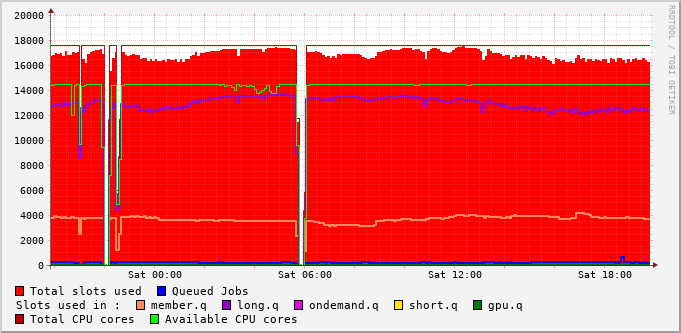 20000
18000
16000
14000
12000
10000
8000
6000
4000
2000
0
Sat 00:00 Sat 06:00 Sat 12:00 Sat 18:00
Total slots used Queued Jobs
Slots used in : member.q long.q ondemand.q short.q gpu.q
Total CPU cores Available CPU cores
RRDTOOL / TOBI OETIKER